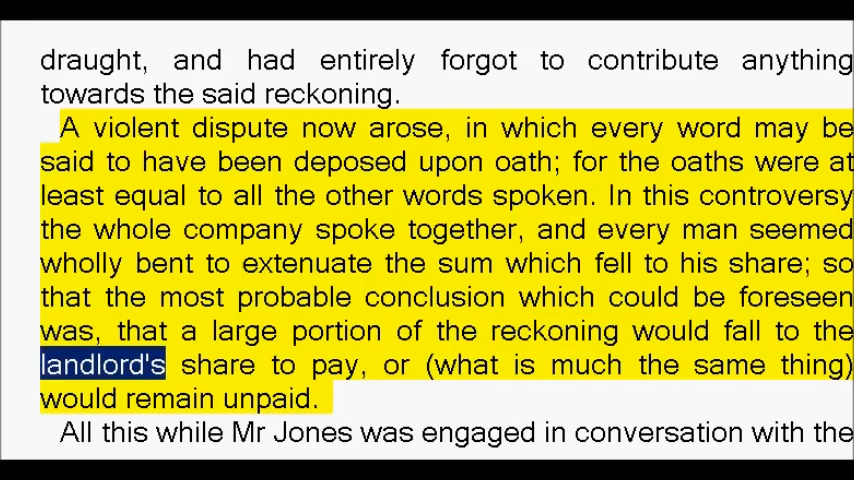 draught, and had entirely forgot to contribute anything
towards the said reckoning.
A violent dispute now arose, in which every word may be
said to have been deposed upon oath; for the oaths were at
least equal to all the other words spoken. In this controversy
the whole company spoke together, and every man seemed
wholly bent to extenuate the sum which fell to his share; so
that the most probable conclusion which could be foreseen
was, that a large portion of the reckoning would fall to the
landlord's share to pay, or (what is much the same thing)
would remain unpaid.
All this while Mr Jones was engaged in conversation with the